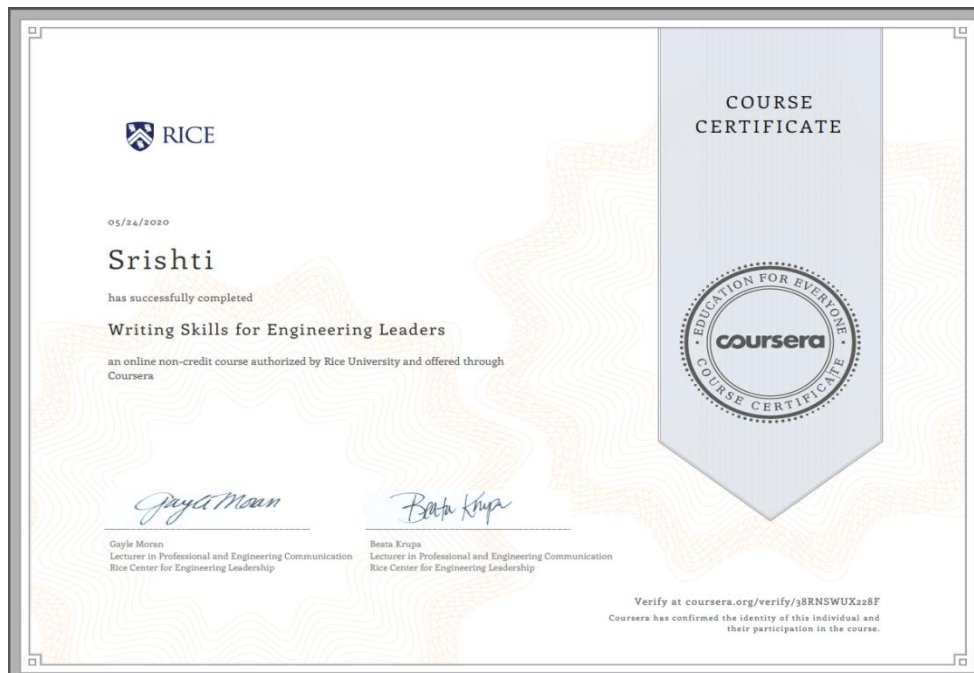 RICE
COURSE
CERTIFICATE
05/24/2020
Srishti
has successfully completed
Writing Skills for Engineering Leaders
an online non-credit course authorized by Rice University and offered through
Coursera
EDUCATION FOR EVERYONE
coursera
COURSE CERTIFICATE
Gayle Moran
Beata Krupa
Gayle Moran
Lecturer in Professional and Engineering Communication
Rice Center for Engineering Leadership
Beata Krupa
Lecturer in Professional and Engineering Communication
Rice Center for Engineering Leadership
Verify at coursera.org/verify/38RNSWUX228F
Coursera has confirmed the identity of this individual and
their participation in the course.